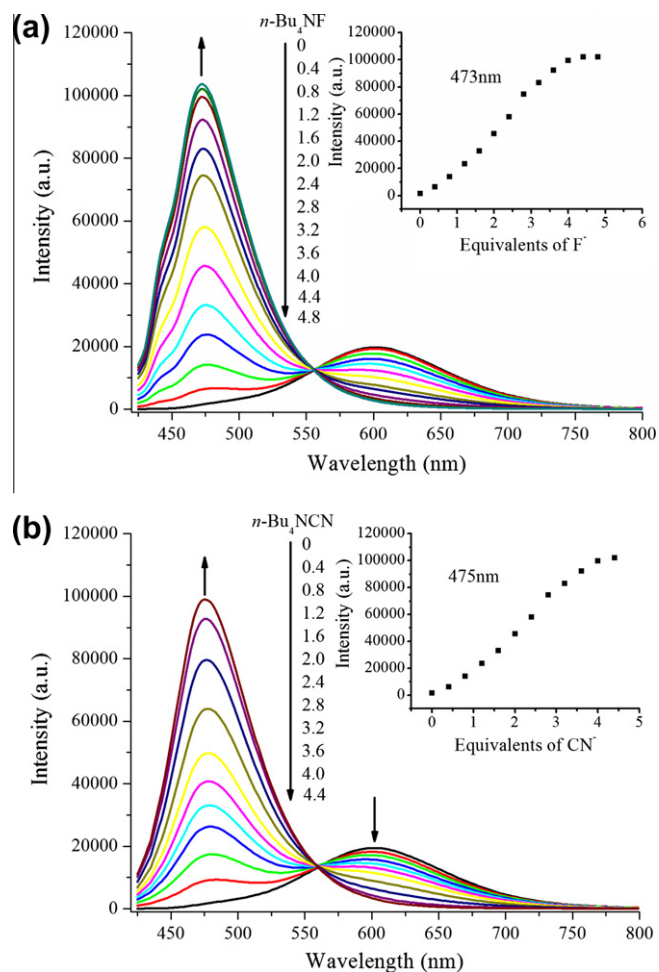 (a)
n-Bu4NF
0
0.4
0.8
1.2
1.6
2.0
2.4
2.8
3.2
3.6
4.0
4.4
4.8
120000
100000
80000
60000
40000
20000
0
Intensity (a.u.)
450 500 550 600 650 700 750 800
Wavelength (nm)
120000
100000
80000
60000
40000
20000
0
Intensity (a.u.)
473nm
0 1 2 3 4 5 6
Equivalents of F-
(b)
n-Bu4NCN
0
0.4
0.8
1.2
1.6
2.0
2.4
2.8
3.2
3.6
4.0
4.4
120000
100000
80000
60000
40000
20000
0
Intensity (a.u.)
450 500 550 600 650 700 750 800
Wavelength (nm)
120000
100000
80000
60000
40000
20000
0
Intensity (a.u.)
475nm
0 1 2 3 4 5
Equivalents of CN-